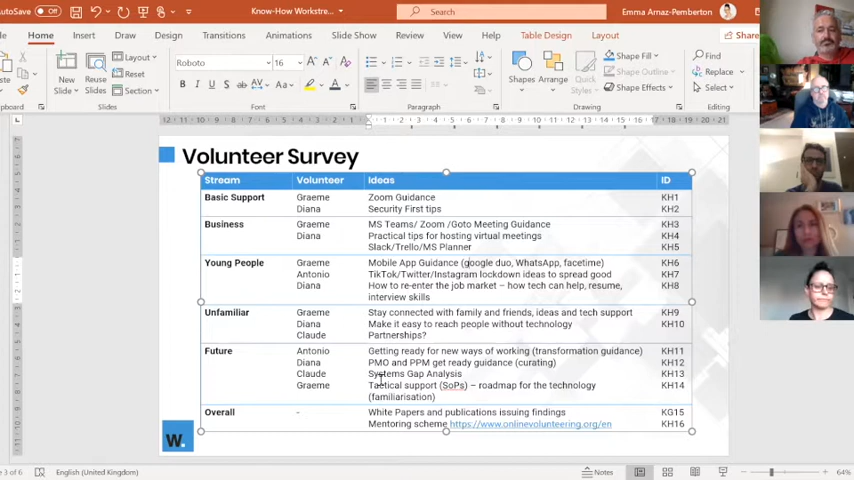 AutoSave Off Know-How Workstre... Search Emma Arnaz-Pemberton
Home Insert Draw Design Transitions Animations Slide Show Review View Help Table Design Layout Share
New Slide Reuse Slides Layout Reset Section
Roboto 16
Shapes Arrange Quick Styles Shape Fill Shape Outline Shape Effects
Find Replace Select
Clipboard Slides Font Paragraph Drawing Editing
Volunteer Survey
Stream Volunteer Ideas ID
Basic Support Graeme Zoom Guidance KH1
Diana Security First tips KH2
Business Graeme MS Teams/ Zoom /Goto Meeting Guidance KH3
Diana Practical tips for hosting virtual meetings KH4
Slack/Trello/MS Planner KH5
Young People Graeme Mobile App Guidance (google duo, WhatsApp, facetime) KH6
Antonio TikTok/Twitter/Instagram lockdown ideas to spread good KH7
Diana How to re-enter the job market – how tech can help, resume, KH8
interview skills
Unfamiliar Graeme Stay connected with family and friends, ideas and tech support KH9
Diana Make it easy to reach people without technology KH10
Claude Partnerships?
Future Antonio Getting ready for new ways of working (transformation guidance) KH11
Diana PMO and PPM get ready guidance (curating) KH12
Claude Systems Gap Analysis KH13
Graeme Tactical support (SoPs) – roadmap for the technology KH14
(familiarisation)
Overall - White Papers and publications issuing findings KG15
Mentoring scheme https://www.onlinevolunteering.org/en KH16
w.
e 3 of 6 English (United Kingdom) Notes 64%